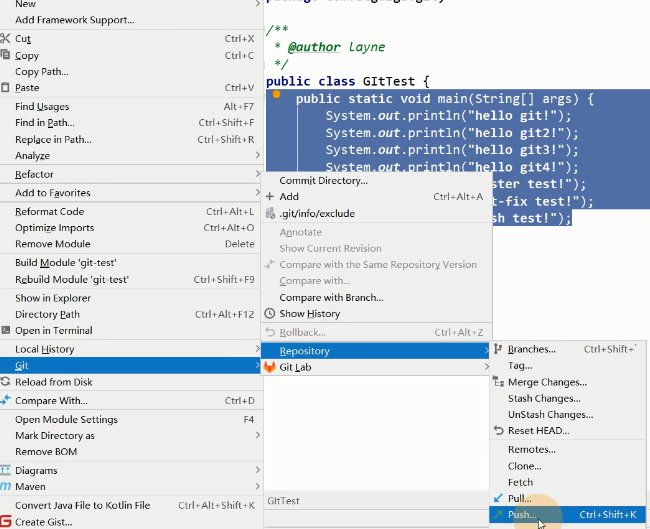 New
Add Framework Support...
Cut Ctrl+X
Copy Ctrl+C
Copy Path...
Paste Ctrl+V
Find Usages Alt+F7
Find in Path... Ctrl+Shift+F
Replace in Path... Ctrl+Shift+R
Analyze
Refactor
Add to Favorites
Reformat Code Ctrl+Alt+L
Optimize Imports Ctrl+Alt+O
Remove Module Delete
Build Module 'git-test'
Rebuild Module 'git-test' Ctrl+Shift+F9
Show in Explorer
Directory Path Ctrl+Alt+F12
Open in Terminal
Local History
Git
Reload from Disk
Compare With... Ctrl+D
Open Module Settings F4
Mark Directory as
Remove BOM
Diagrams
Maven
Convert Java File to Kotlin File Ctrl+Alt+Shift+K
Create Gist...
/**
* @author layne
*/
public class GItTest {
public static void main(String[] args) {
System.out.println("hello git!");
System.out.println("hello git2!");
System.out.println("hello git3!");
System.out.println("hello git4!");
ster test!");
t-fix test!");
sh test!");
Commit Directory...
Add Ctrl+Alt+A
.git/info/exclude
Annotate
Show Current Revision
Compare with the Same Repository Version
Compare with...
Compare with Branch...
Show History
Rollback... Ctrl+Alt+Z
Repository
Git Lab
Branches... Ctrl+Shift+`
Tag...
Merge Changes...
Stash Changes...
UnStash Changes...
Reset HEAD...
Remotes...
Clone...
Fetch
Pull...
Push... Ctrl+Shift+K
GItTest